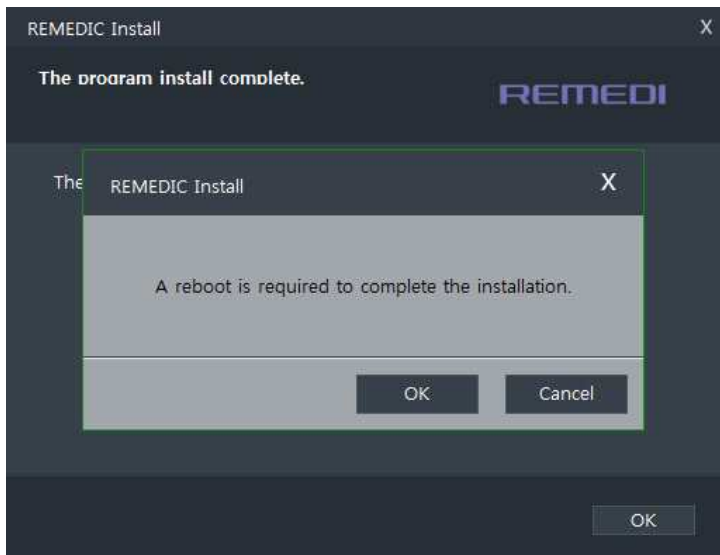 REMEDIC Install X
The program install complete.
REMEDI
The
REMEDIC Install X
A reboot is required to complete the installation.
OK Cancel
OK